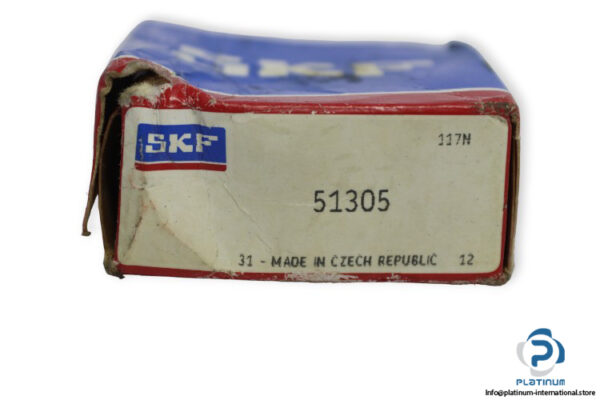 SKF
SKF
117N
51305
31 - MADE IN CZECH REPUBLIC 12
PLATINUM
Info@platinum-international.store